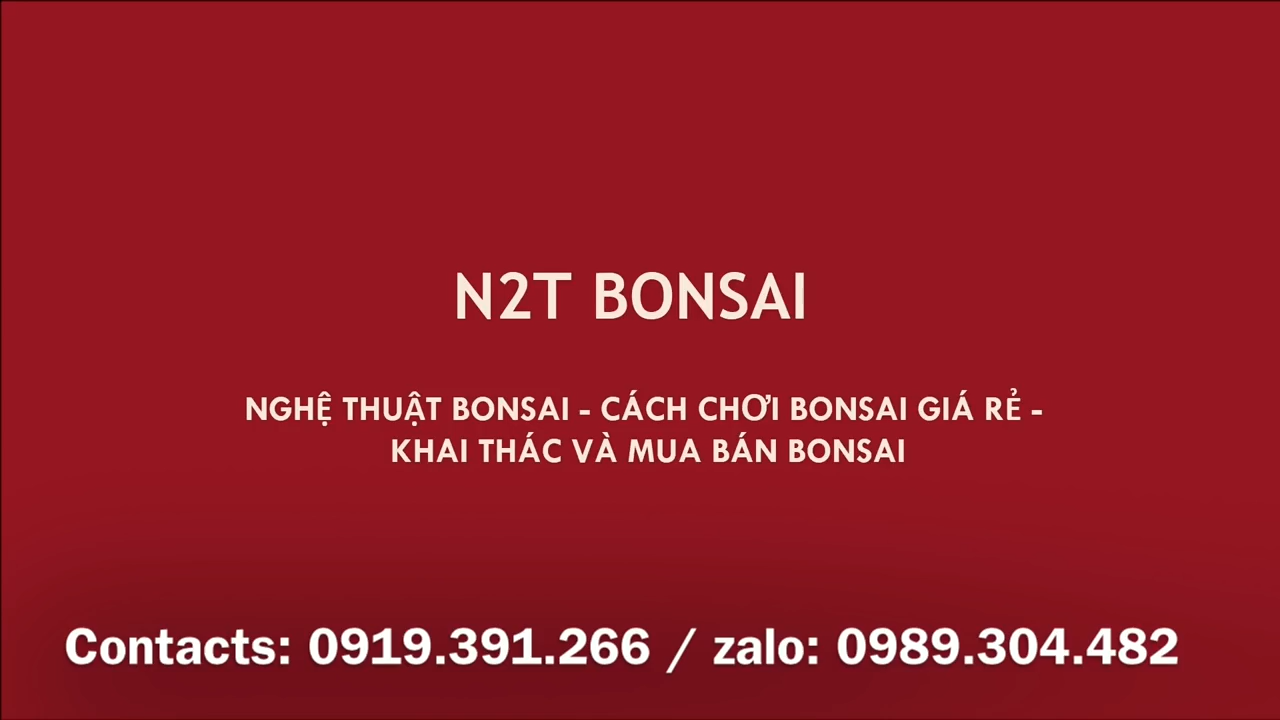 N2T BONSAI
NGHỆ THUẬT BONSAI - CÁCH CHƠI BONSAI GIÁ RẺ -
KHAI THÁC VÀ MUA BÁN BONSAI
Contacts: 0919.391.266 / zalo: 0989.304.482